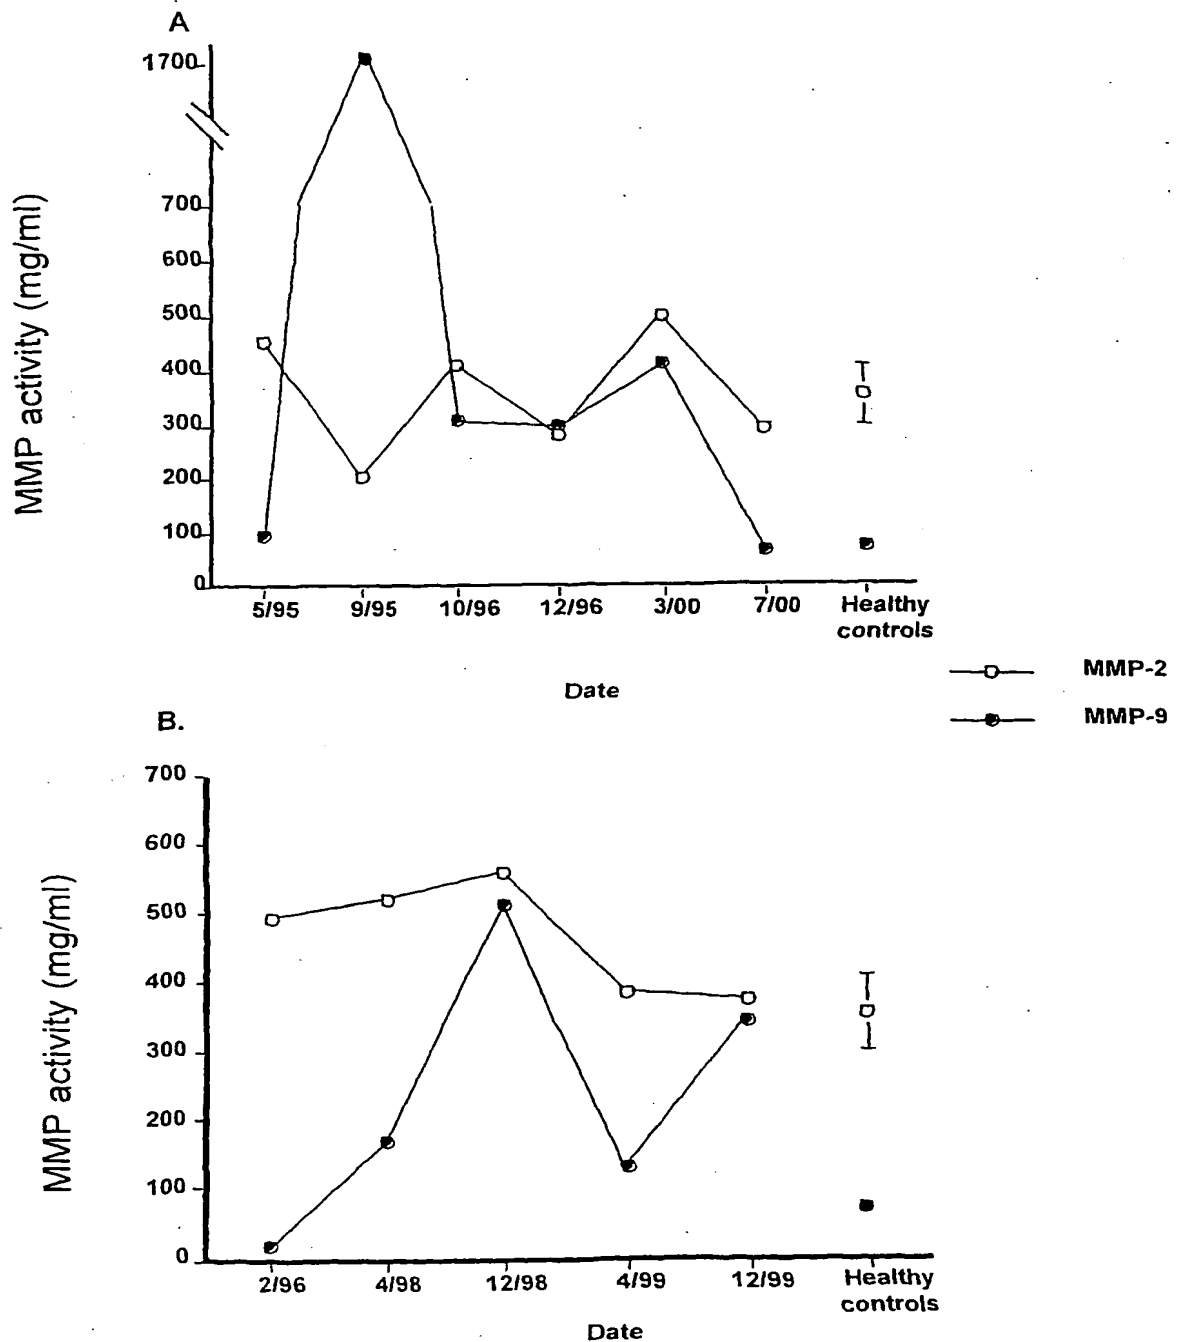 A
1700
700
600
500
400
300
200
100
0
MMP activity (mg/ml)
5/95 9/95 10/96 12/96 3/00 7/00 Healthy
controls
Date
MMP-2
MMP-9
B.
700
600
500
400
300
200
100
0
MMP activity (mg/ml)
2/96 4/98 12/98 4/99 12/99 Healthy
controls
Date